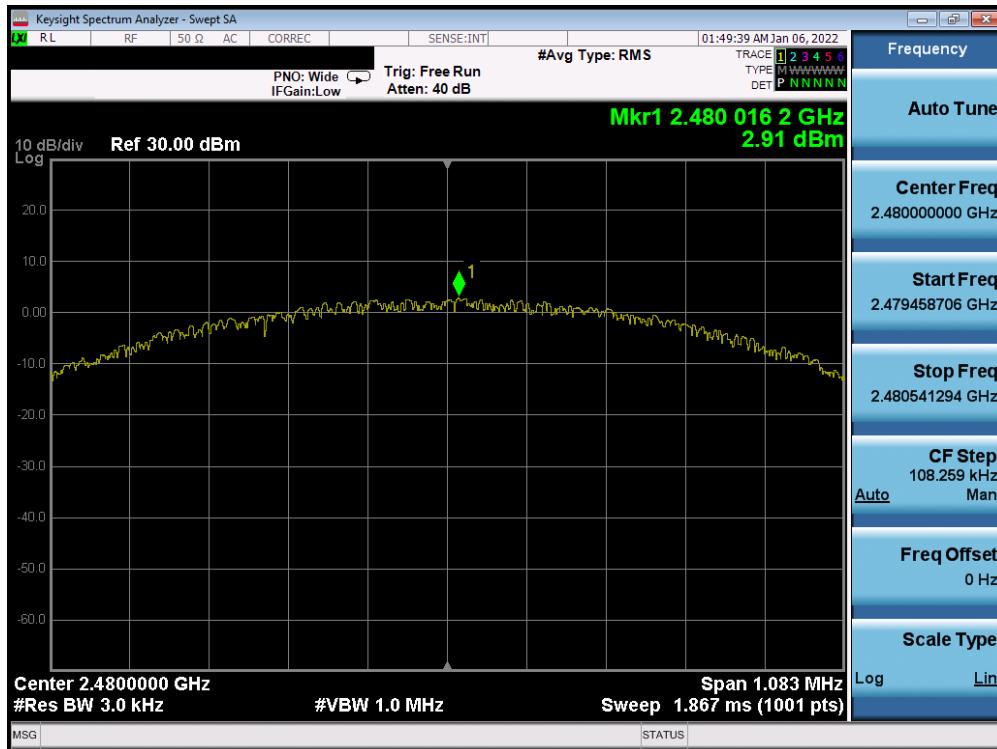 Keysight Spectrum Analyzer - Swept SA
LXI RL RF 50 Ω AC CORREC SENSE:INT 01:49:39 AM Jan 06, 2022
#Avg Type: RMS TRACE 1 2 3 4 5 6
PNO: Wide Trig: Free Run TYPE M WWWWW
IFGain:Low Atten: 40 dB DET P N N N N N
Mkr1 2.480 016 2 GHz
2.91 dBm
10 dB/div Ref 30.00 dBm
Log
1
20.0
10.0
0.00
-10.0
-20.0
-30.0
-40.0
-50.0
-60.0
Center 2.4800000 GHz Span 1.083 MHz
#Res BW 3.0 kHz #VBW 1.0 MHz Sweep 1.867 ms (1001 pts)
MSG STATUS
Frequency
Auto Tune
Center Freq
2.480000000 GHz
Start Freq
2.479458706 GHz
Stop Freq
2.480541294 GHz
CF Step
108.259 kHz
Auto Man
Freq Offset
0 Hz
Scale Type
Log Lin